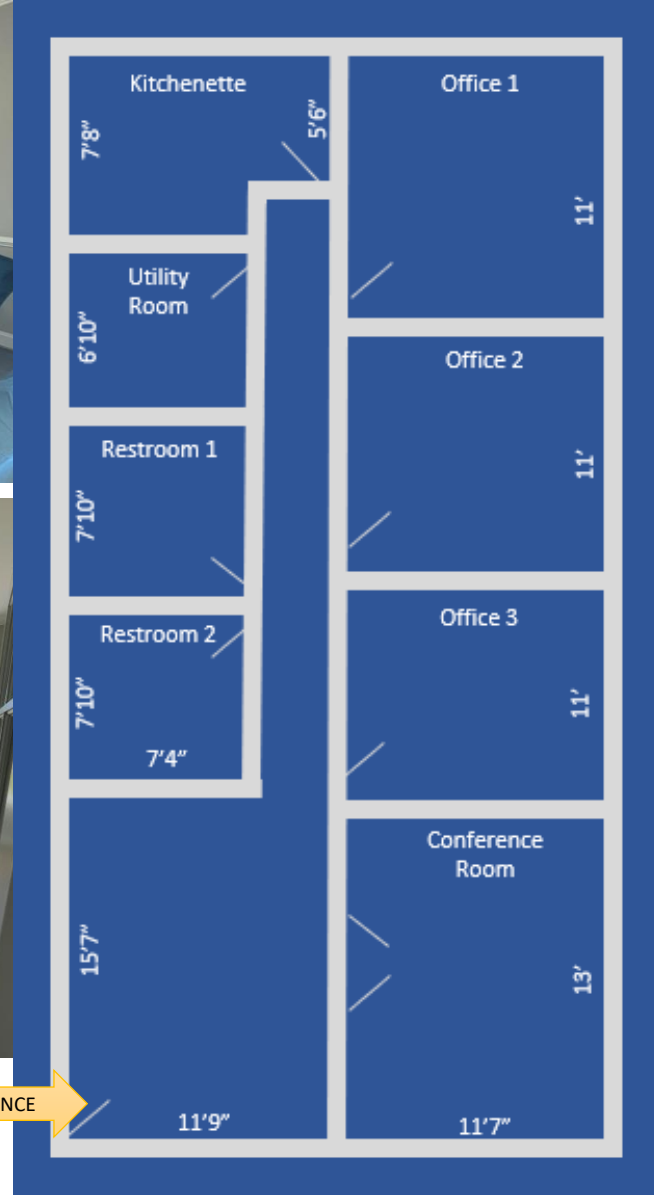 Kitchenette
7'8"
5'6"
Office 1
11'
Utility
Room
6'10"
Office 2
11'
Restroom 1
7'10"
Office 3
11'
Restroom 2
7'10"
7'4"
Conference
Room
15'7"
13'
NCE
11'9"
11'7"